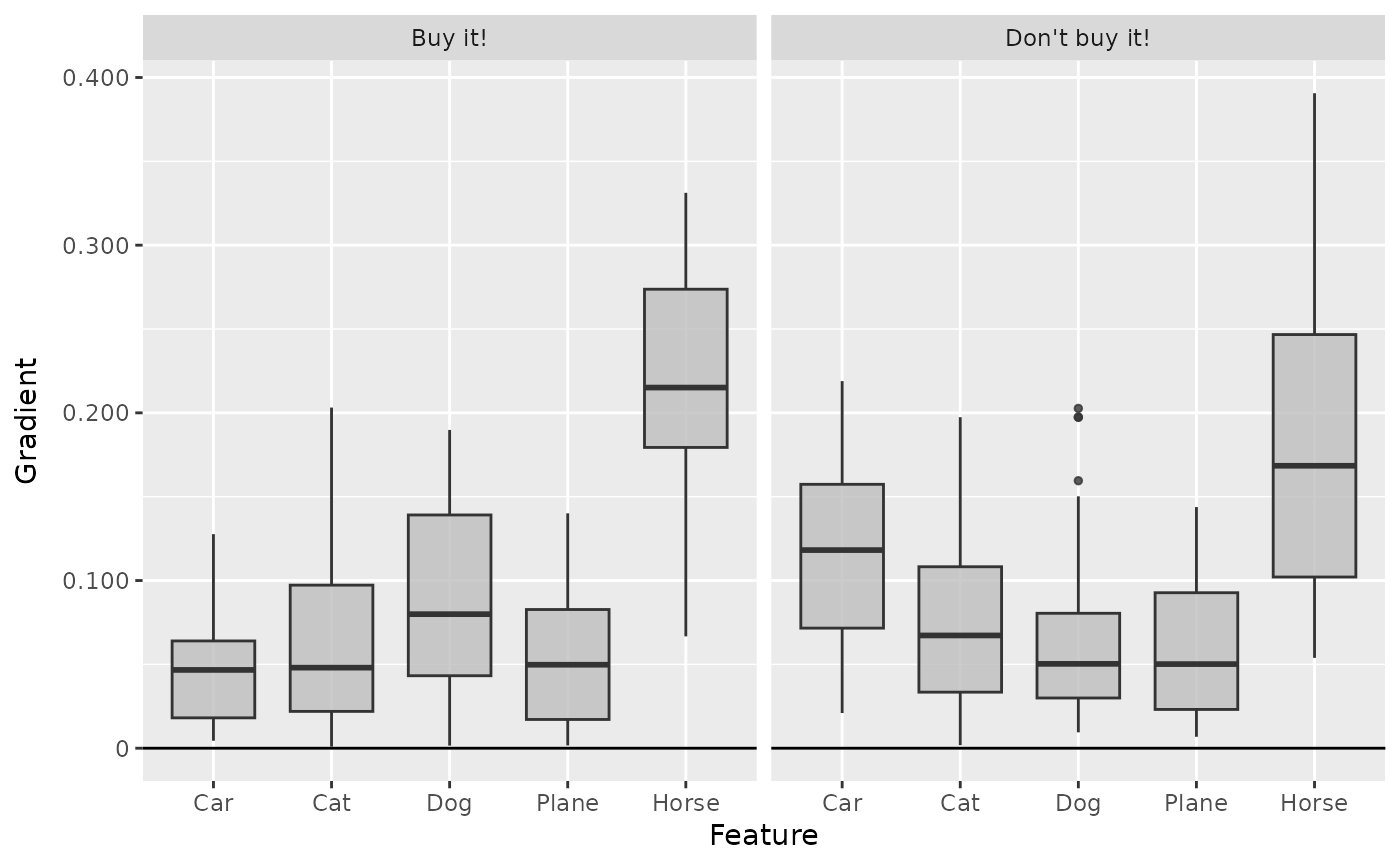 Buy it!
Don't buy it!
0.400
0.300
0.200
0.100
0
Gradient
Car Cat Dog Plane Horse
Car Cat Dog Plane Horse
Feature